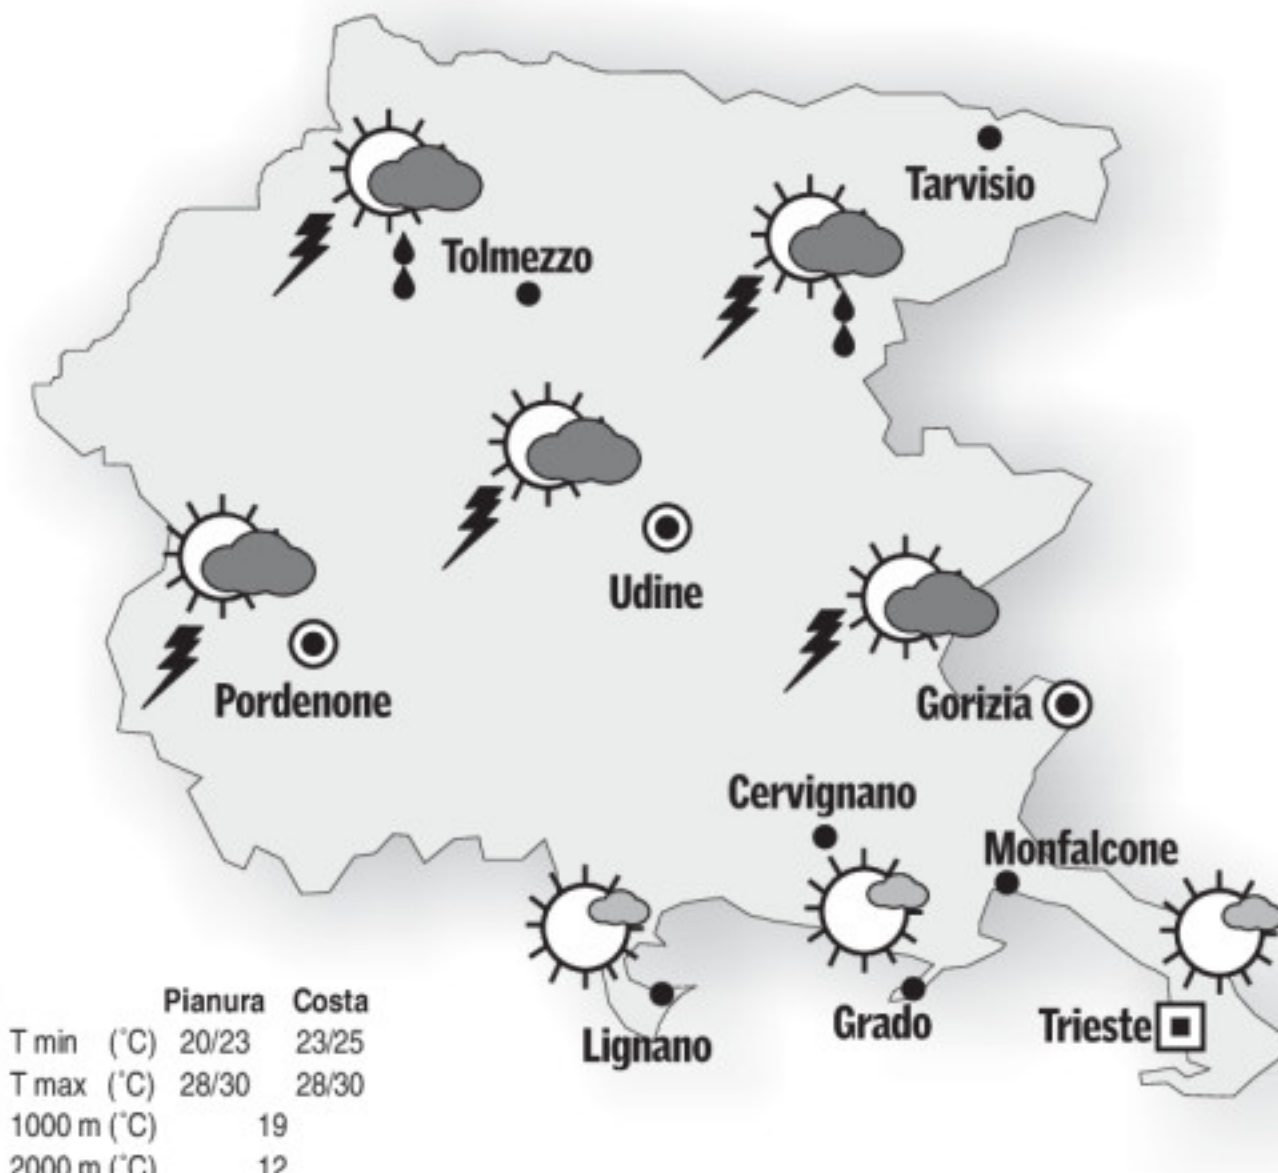 Tarvisio
Tolmezzo
Udine
Pordenone
Gorizia
Cervignano
Monfalcone
Lignano
Grado
Trieste
Pianura Costa
T min (°C) 20/23 23/25
T max (°C) 28/30 28/30
1000 m (°C) 19
2000 m (°C) 12